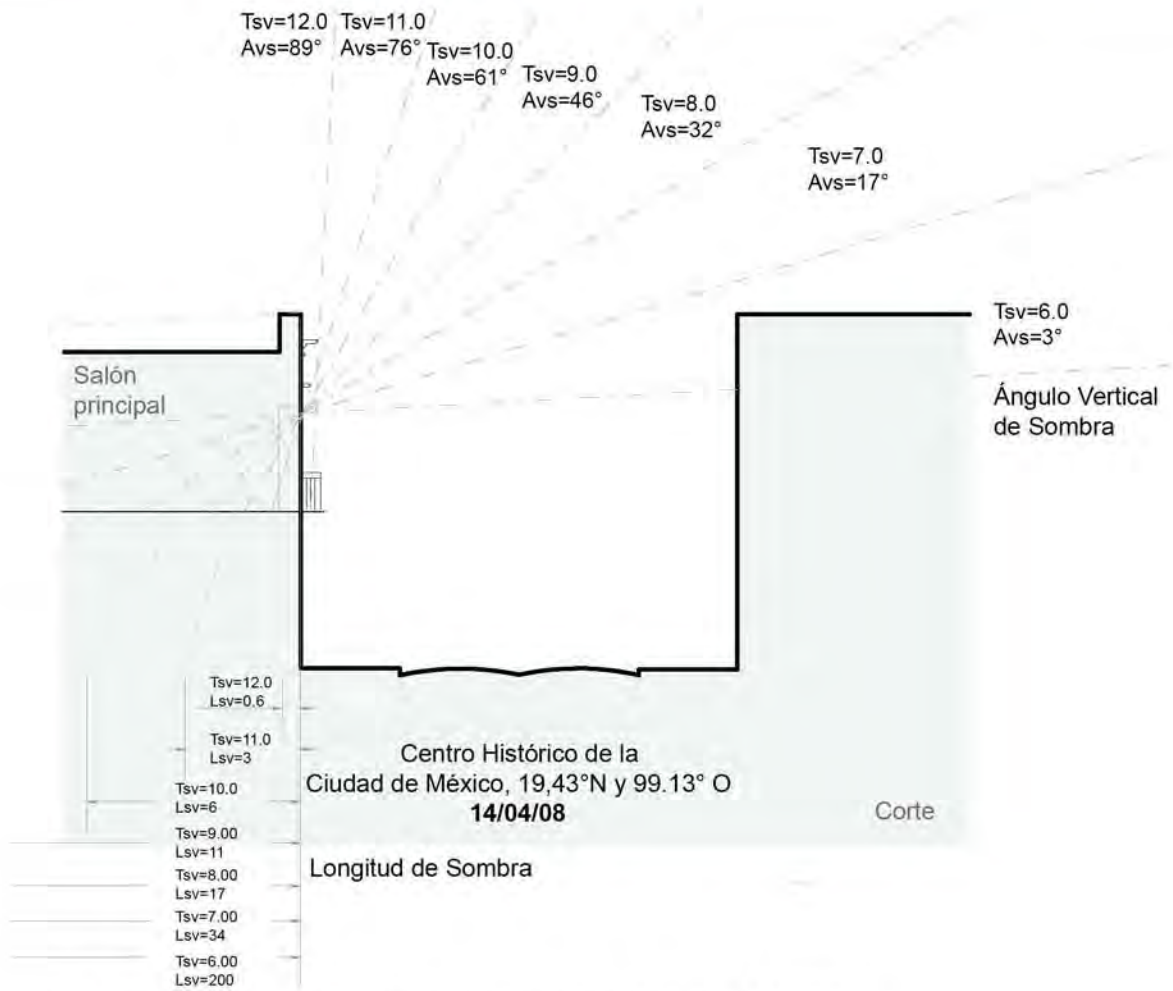 Tsv=12.0
Avs=89°
Tsv=11.0
Avs=76°
Tsv=10.0
Avs=61°
Tsv=9.0
Avs=46°
Tsv=8.0
Avs=32°
Tsv=7.0
Avs=17°
Tsv=6.0
Avs=3°
Salón
principal
Ángulo Vertical
de Sombra
Tsv=12.0
Lsv=0.6
Tsv=11.0
Lsv=3
Tsv=10.0
Lsv=6
Tsv=9.00
Lsv=11
Tsv=8.00
Lsv=17
Tsv=7.00
Lsv=34
Tsv=6.00
Lsv=200
Centro Histórico de la
Ciudad de México, 19,43°N y 99.13° O
14/04/08
Corte
Longitud de Sombra